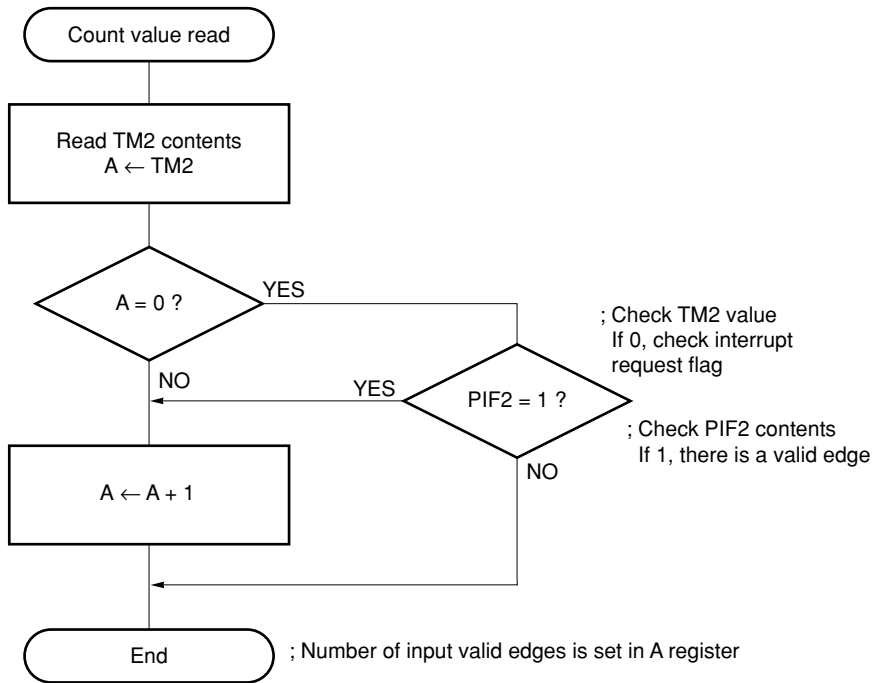 Count value read
Read TM2 contents
A ← TM2
A = 0 ?
YES
NO
; Check TM2 value
If 0, check interrupt
request flag
YES
PIF2 = 1 ?
; Check PIF2 contents
If 1, there is a valid edge
NO
A ← A + 1
End
; Number of input valid edges is set in A register